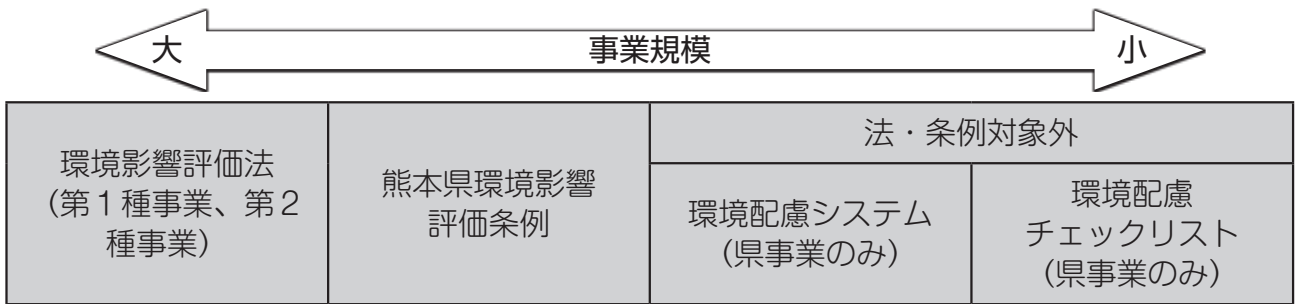 大 事業規模 小
環境影響評価法
(第1種事業、第2
種事業)
熊本県環境影響
評価条例
法・条例対象外
環境配慮システム
(県事業のみ)
環境配慮
チェックリスト
(県事業のみ)